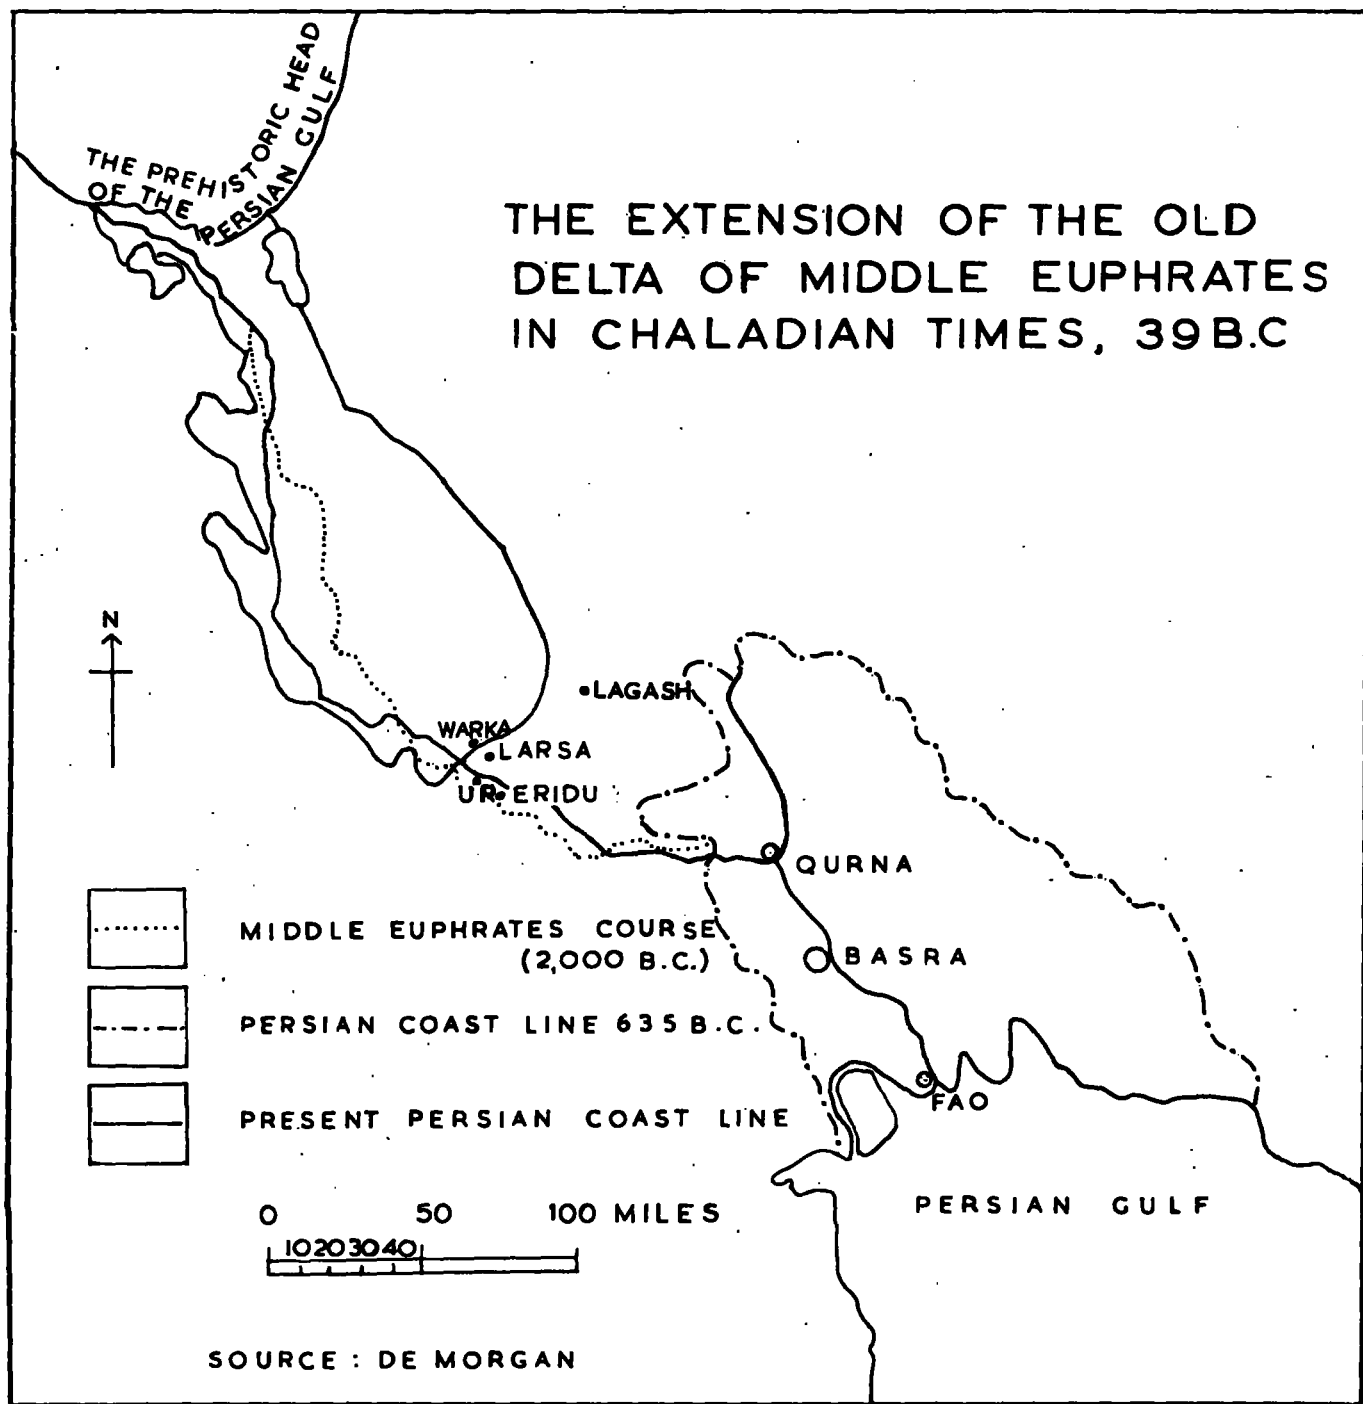 THE PREHISTORIC HEAD
OF THE PERSIAN GULF
THE EXTENSION OF THE OLD
DELTA OF MIDDLE EUPHRATES
IN CHALADIAN TIMES, 39 B.C
N
LAGASH
WARKA
LARSA
UR ERIDU
QURNA
MIDDLE EUPHRATES COURSE
(2,000 B.C.)
BASRA
PERSIAN COAST LINE 635 B.C.
FAO
PRESENT PERSIAN COAST LINE
PERSIAN GULF
0 50 100 MILES
10 20 30 40
SOURCE : DE MORGAN